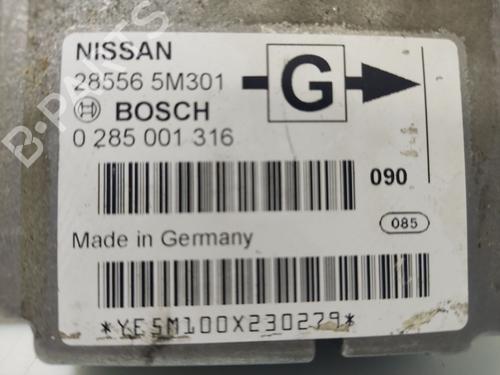 NISSAN
28556 5M301
G
BOSCH
0 285 001 316
090
085
Made in Germany
*YE5M100X230279*
B-PARTS